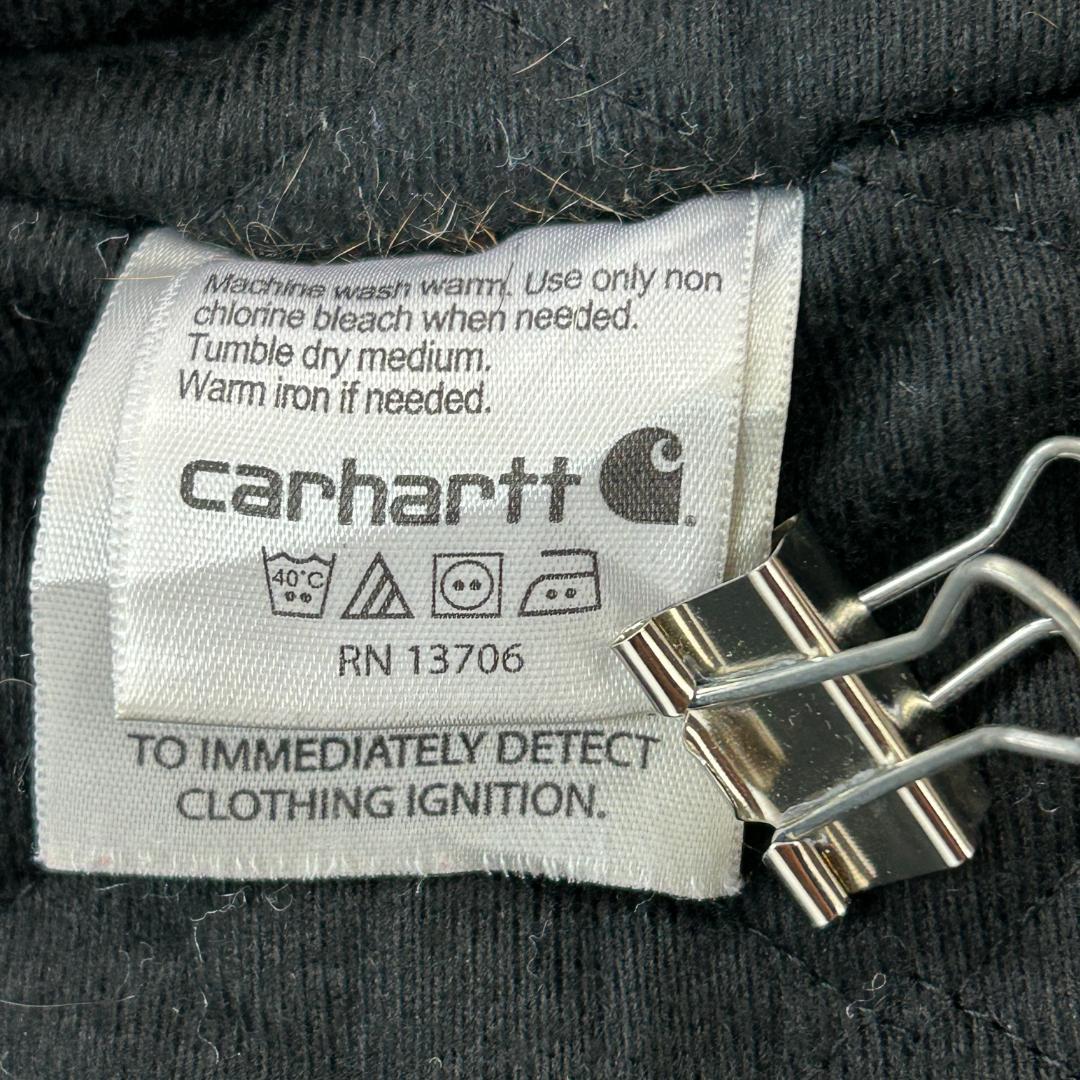 Machine wash warm. Use only non
chlorine bleach when needed.
Tumble dry medium.
Warm iron if needed.
carhartt
40°C
RN 13706
TO IMMEDIATELY DETECT
CLOTHING IGNITION.